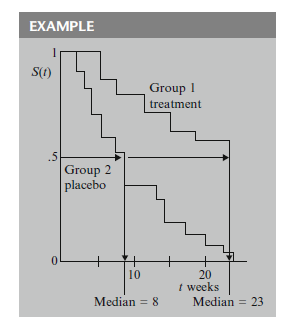 EXAMPLE
1
S(t)
Group 1
treatment
.5
Group 2
placebo
0
10 20
t weeks
Median = 8 Median = 23